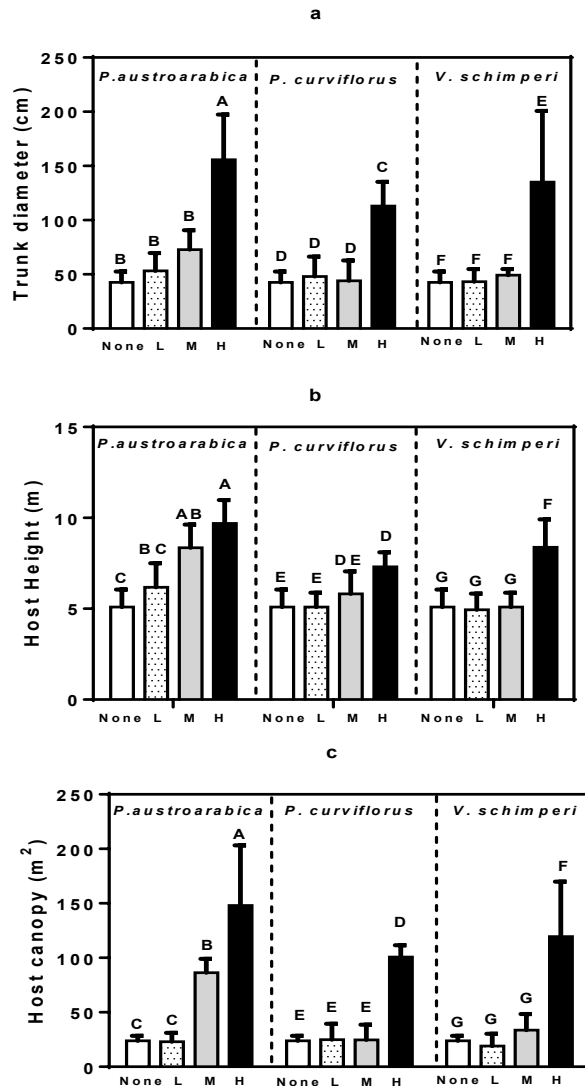 a
P.austroarabica P. curviflorus V. schimperi
250
200
150
100
50
0
Trunk diameter (cm)
B B B A D D D C F F F E
None L M H None L M H None L M H
b
P.austroarabica P. curviflorus V. schimperi
15
10
5
0
Host Height (m)
C BC AB A E E DE D G G G F
None L M H None L M H None L M H
c
P.austroarabica P. curviflorus V. schimperi
250
200
150
100
50
0
Host canopy (m²)
C C B A E E E D G G G F
None L M H None L M H None L M H